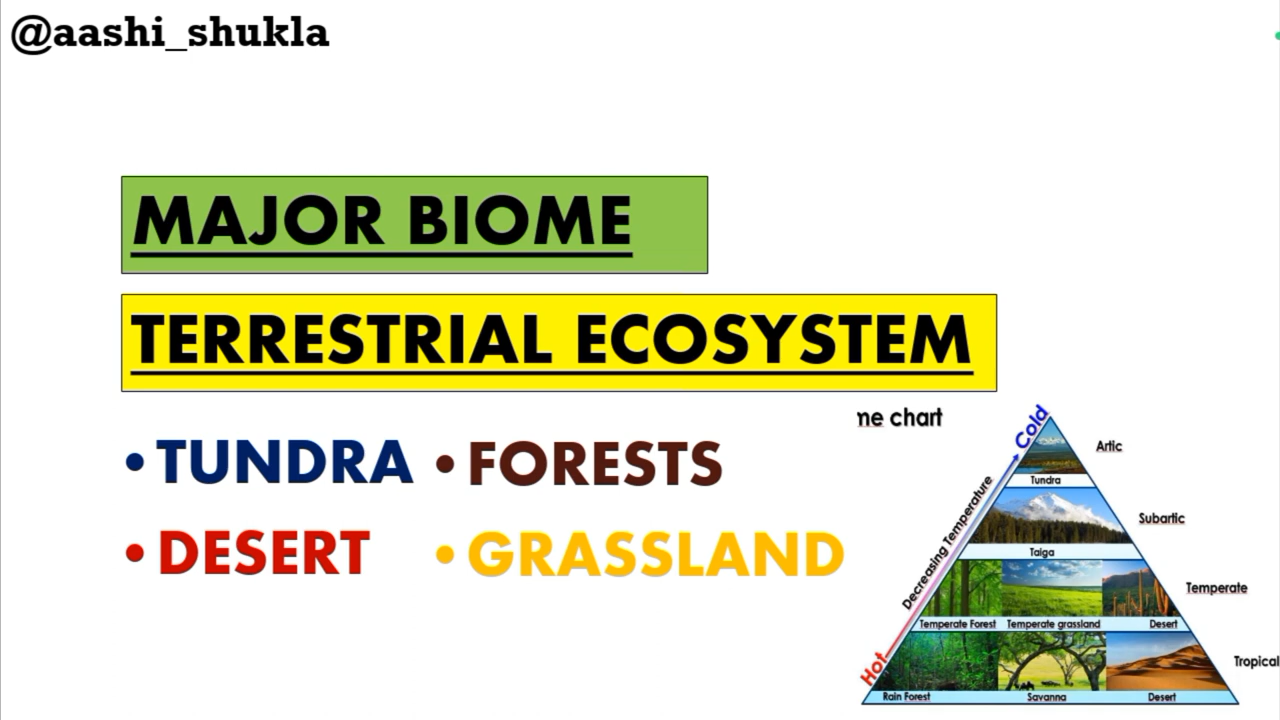 @aashi_shukla
MAJOR BIOME
TERRESTRIAL ECOSYSTEM
• TUNDRA • FORESTS
• DESERT • GRASSLAND
ne chart
Cold
Artic
Tundra
Decreasing Temperature
Subartic
Taiga
Temperate
Temperate Forest Temperate grassland Desert
Hot
Tropical
Rain Forest Savanna Desert